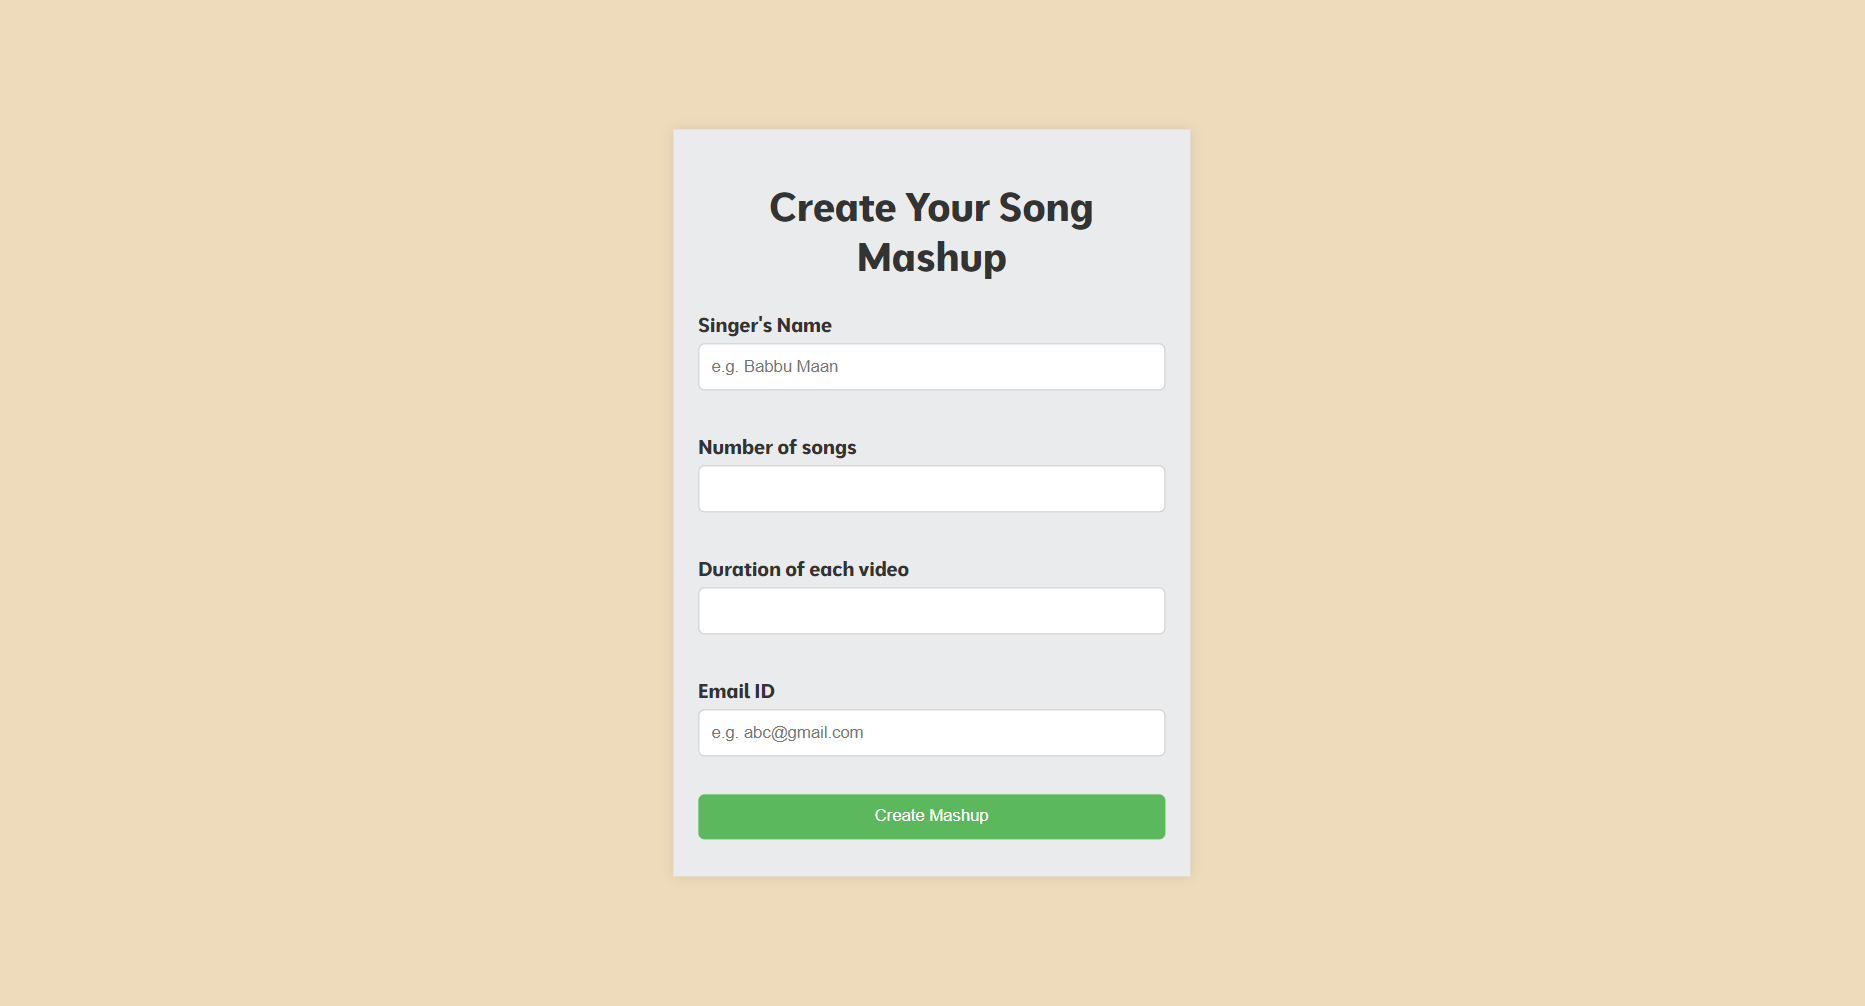 Create Your Song
Mashup
Singer's Name
e.g. Babbu Maan
Number of songs
Duration of each video
Email ID
e.g. abc@gmail.com
Create Mashup